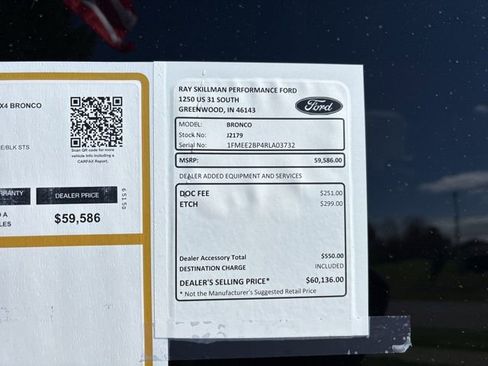 X4 BRONCO
E/BLK STS
Scan QR code for more
vehicle info including a
CARFAX Report.
DEALER PRICE
65150
$59,586
RAY SKILLMAN PERFORMANCE FORD
1250 US 31 SOUTH
GREENWOOD, IN 46143
Ford
MODEL: BRONCO
Stock No: J2179
Serial No: 1FMEE2BP4RLA03732
MSRP: 59,586.00
DEALER ADDED EQUIPMENT AND SERVICES
DOC FEE $251.00
ETCH $299.00
Dealer Accessory Total $550.00
DESTINATION CHARGE INCLUDED
DEALER'S SELLING PRICE* $60,136.00
* Not the Manufacturer's Suggested Retail Price